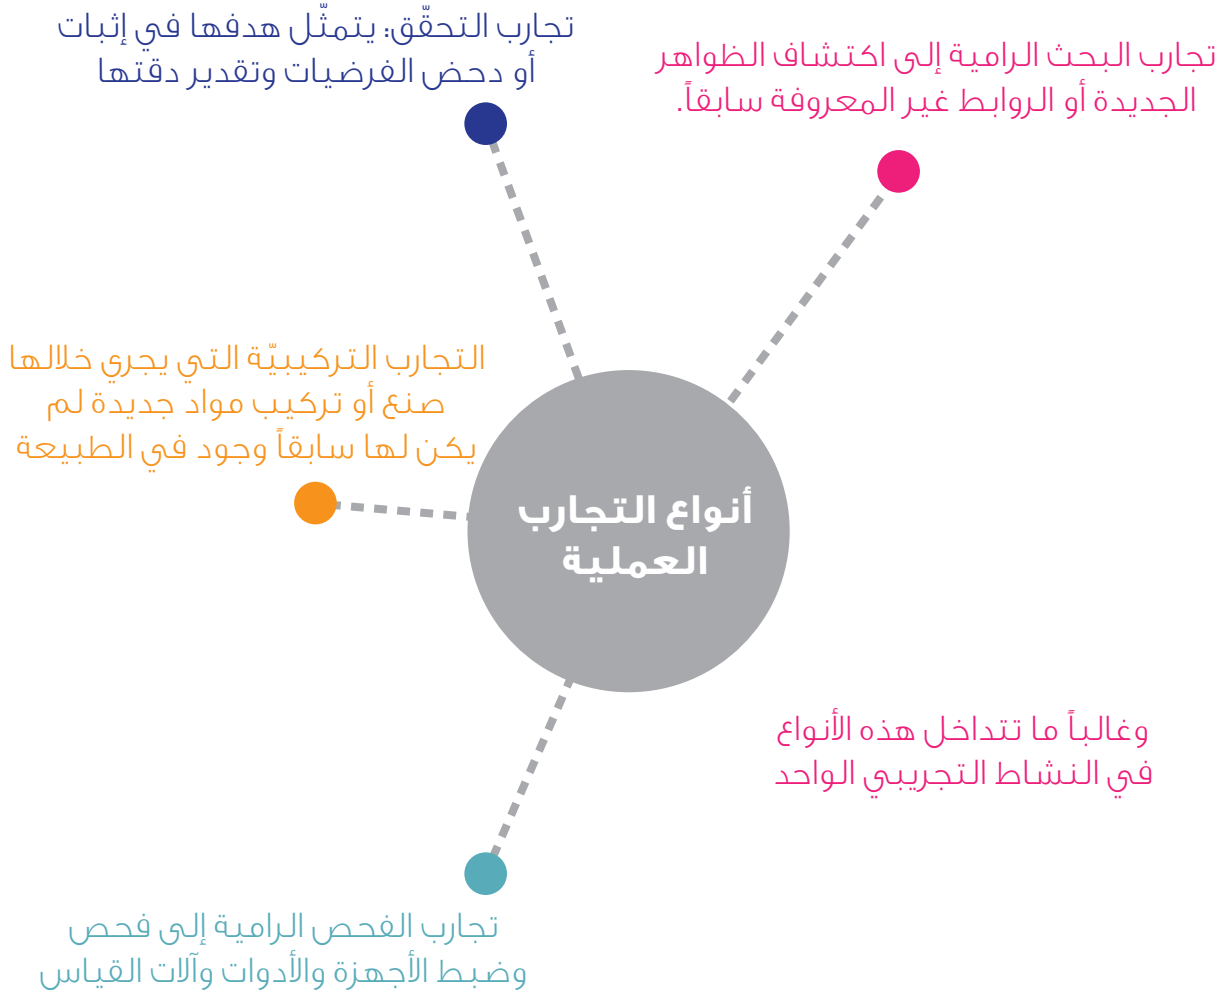 تجارب البحث الرامية إلى اكتشاف الظواهر
الجديدة أو الروابط غير المعروفة سابقاً.
تجارب التحقّق: يتمثّل هدفها في إثبات
أو دحض الفرضيات وتقدير دقتها
التجارب التركيبيّة التي يجري خلالها
صنع أو تركيب مواد جديدة لم
يكن لها سابقاً وجود في الطبيعة
أنواع التجارب
العملية
وغالباً ما تتداخل هذه الأنواع
في النشاط التجريبي الواحد
تجارب الفحص الرامية إلى فحص
وضبط الأجهزة والأدوات وآلات القياس